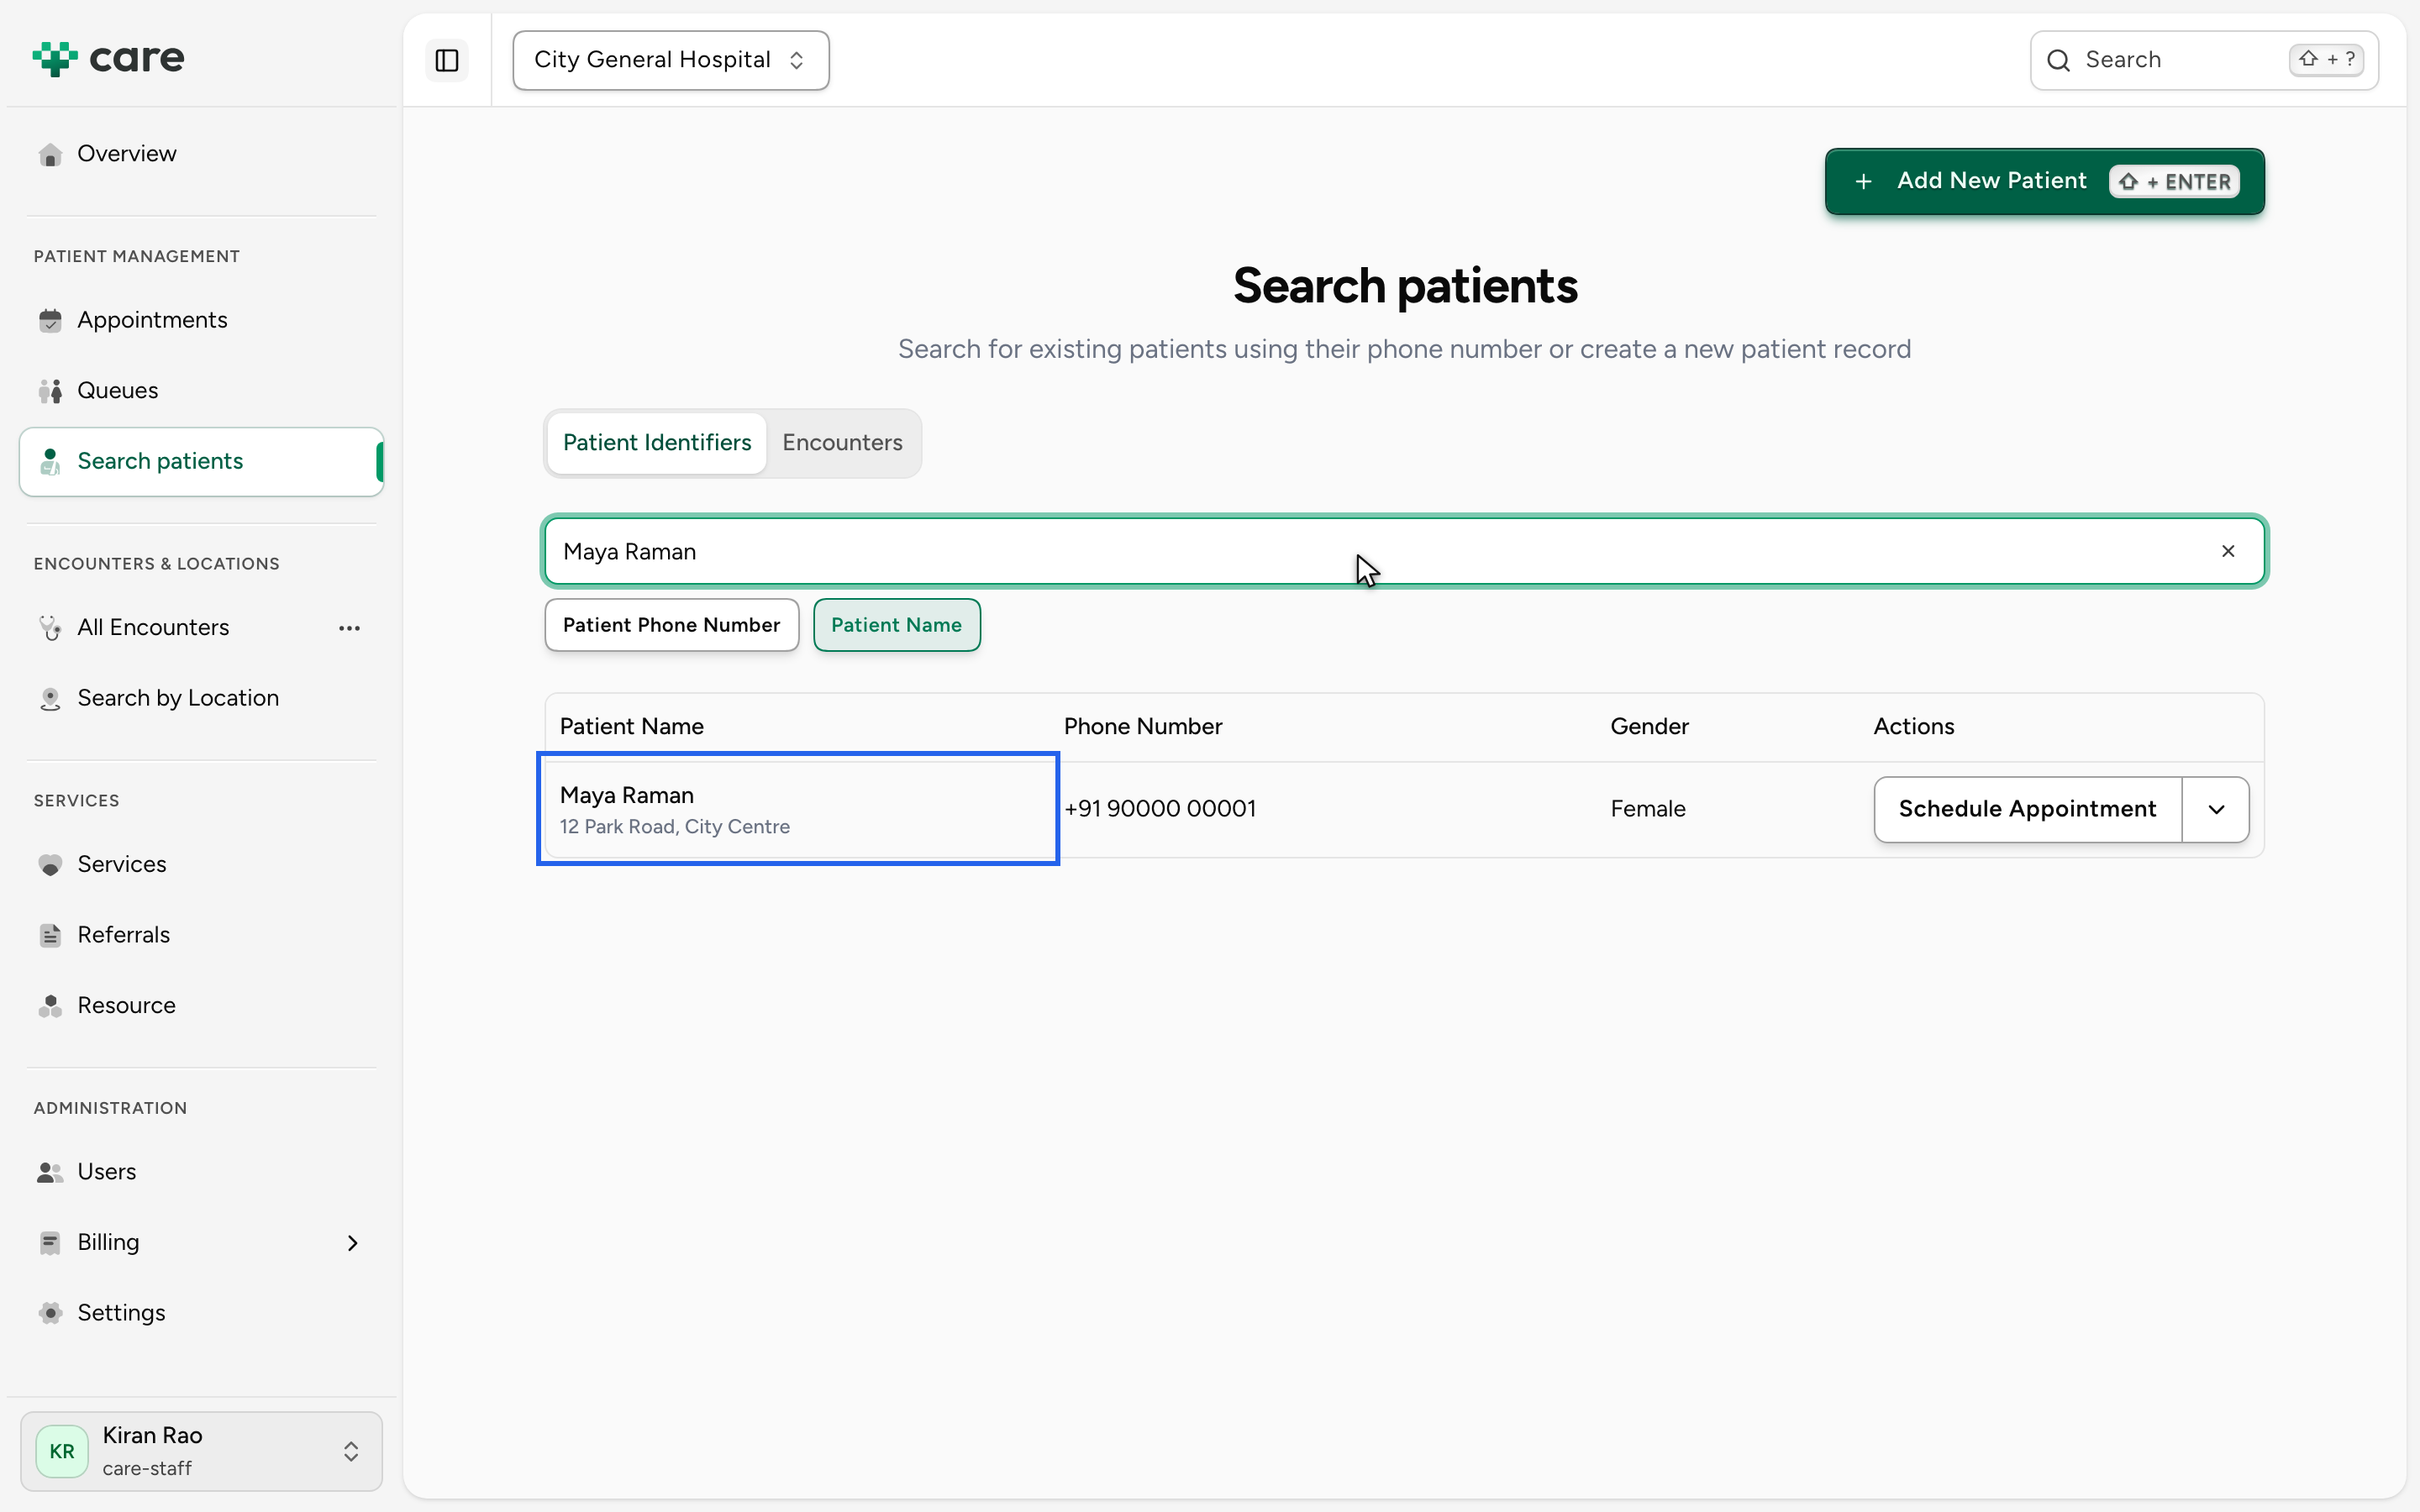 care
City General Hospital
Search
+ ?
Overview
PATIENT MANAGEMENT
Appointments
Queues
Search patients
ENCOUNTERS & LOCATIONS
All Encounters
Search by Location
SERVICES
Services
Referrals
Resource
ADMINISTRATION
Users
Billing
Settings
KR
Kiran Rao
care-staff
+ Add New Patient
+ ENTER
Search patients
Search for existing patients using their phone number or create a new patient record
Patient Identifiers
Encounters
Maya Raman
Patient Phone Number
Patient Name
Patient Name Phone Number Gender Actions
Maya Raman
12 Park Road, City Centre
+91 90000 00001
Female
Schedule Appointment